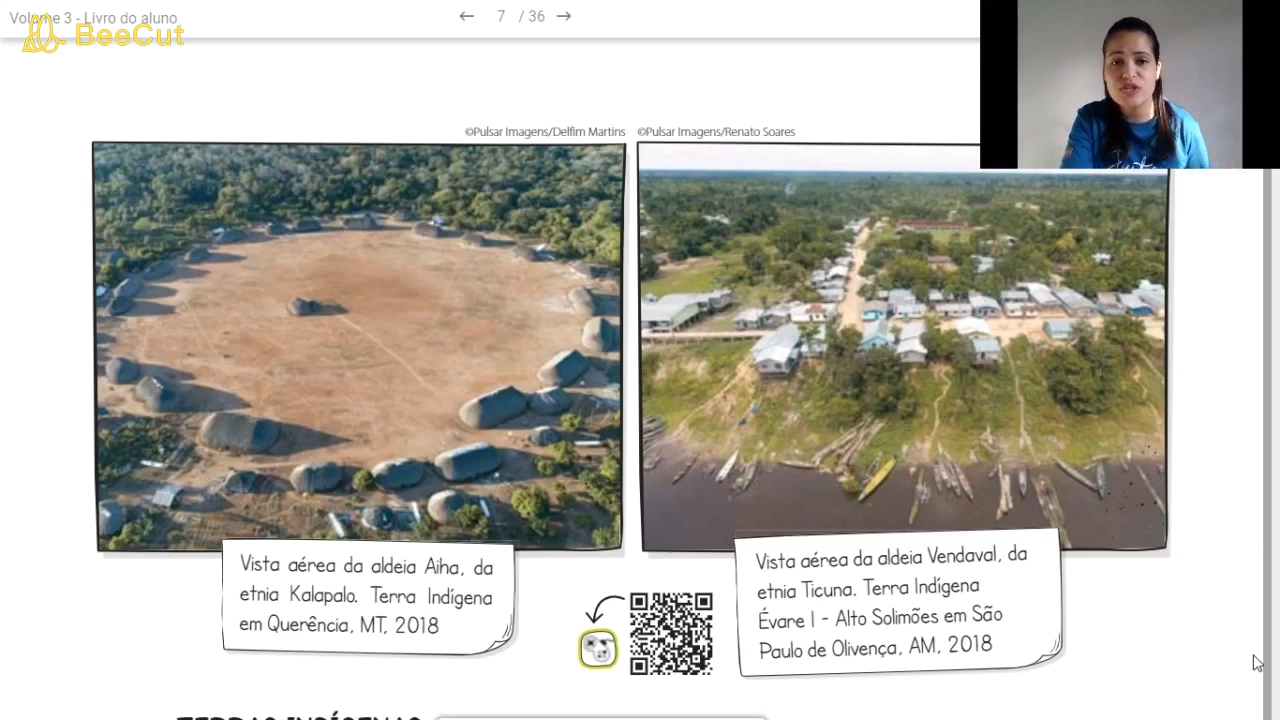 Volume 3 - Livro do aluno
7 / 36
BeeCut
©Pulsar Imagens/Delfim Martins
©Pulsar Imagens/Renato Soares
Vista aérea da aldeia Aiha, da
etnia Kalapalo. Terra Indígena
em Querência, MT, 2018
Vista aérea da aldeia Vendaval, da
etnia Ticuna. Terra Indígena
Évare I - Alto Solimões em São
Paulo de Olivença, AM, 2018
TERRAS INDÍGENAS